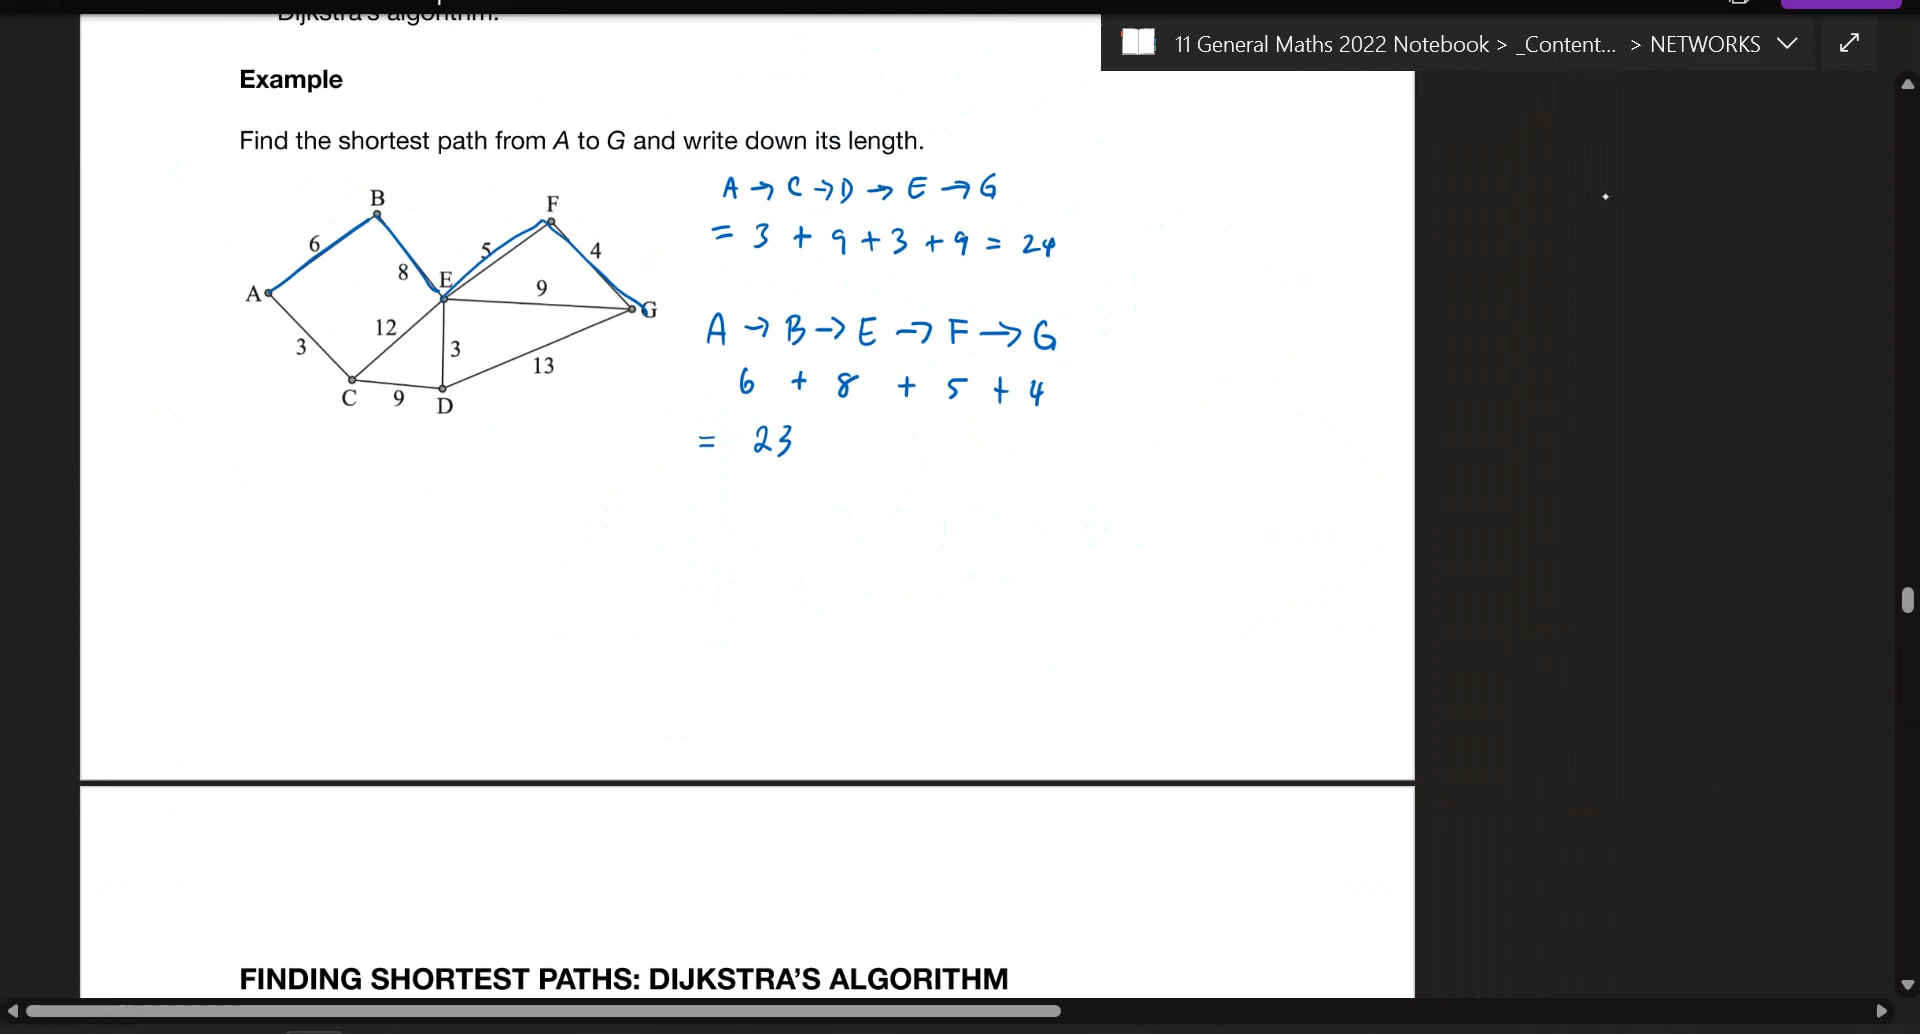 Dijkstra's algorithm.
11 General Maths 2022 Notebook > _Content... > NETWORKS
Example
Find the shortest path from A to G and write down its length.
A → C → D → E → G
= 3 + 9 + 3 + 9 = 24
A → B → E → F → G
6 + 8 + 5 + 4
= 23
B
F
6
5
4
8
E
9
A
G
12
3
3
13
C
9
D
FINDING SHORTEST PATHS: DIJKSTRA'S ALGORITHM